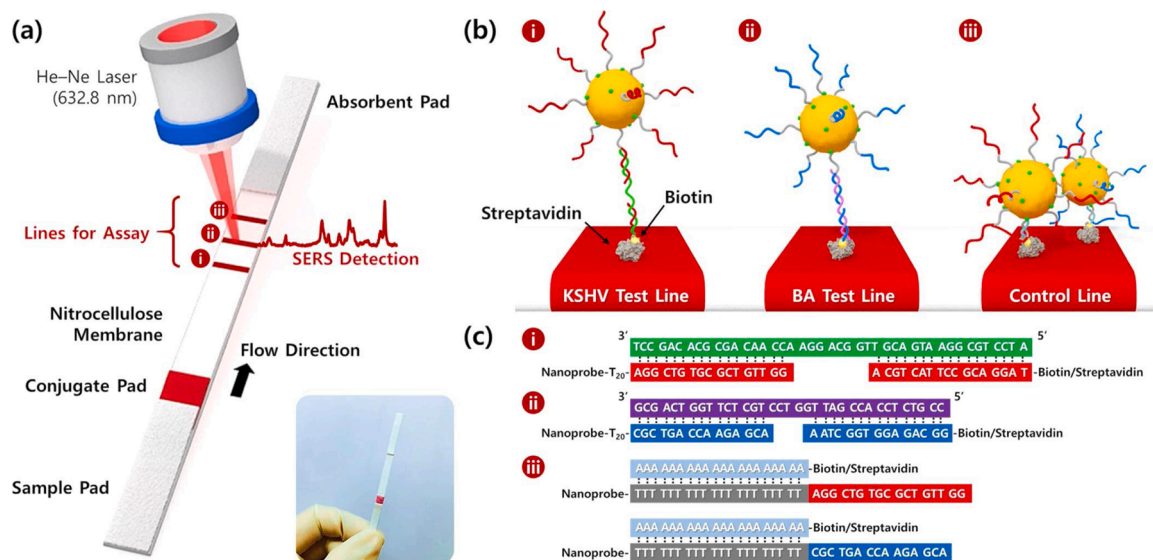 (a)
He–Ne Laser
(632.8 nm)
Absorbent Pad
Lines for Assay
iii
ii
i
SERS Detection
Nitrocellulose
Membrane
Flow Direction
Conjugate Pad
Sample Pad
(b)
i
ii
iii
Streptavidin
Biotin
KSHV Test Line
BA Test Line
Control Line
(c)
i
3′ 5′
TCC GAC ACG CGA CAA CCA AGG ACG GTT GCA GTA AGG CGT CCT A
Nanoprobe-T20- AGG CTG TGC GCT GTT GG A CGT CAT TCC GCA GGA T -Biotin/Streptavidin
ii
3′ 5′
GCG ACT GGT TCT CGT CCT GGT TAG CCA CCT CTG CC
Nanoprobe-T20- CGC TGA CCA AGA GCA A ATC GGT GGA GAC GG -Biotin/Streptavidin
iii
AAA AAA AAA AAA AAA AAA AA -Biotin/Streptavidin
Nanoprobe- TTT TTT TTT TTT TTT TTT TT AGG CTG TGC GCT GTT GG
AAA AAA AAA AAA AAA AAA AA -Biotin/Streptavidin
Nanoprobe- TTT TTT TTT TTT TTT TTT TT CGC TGA CCA AGA GCA